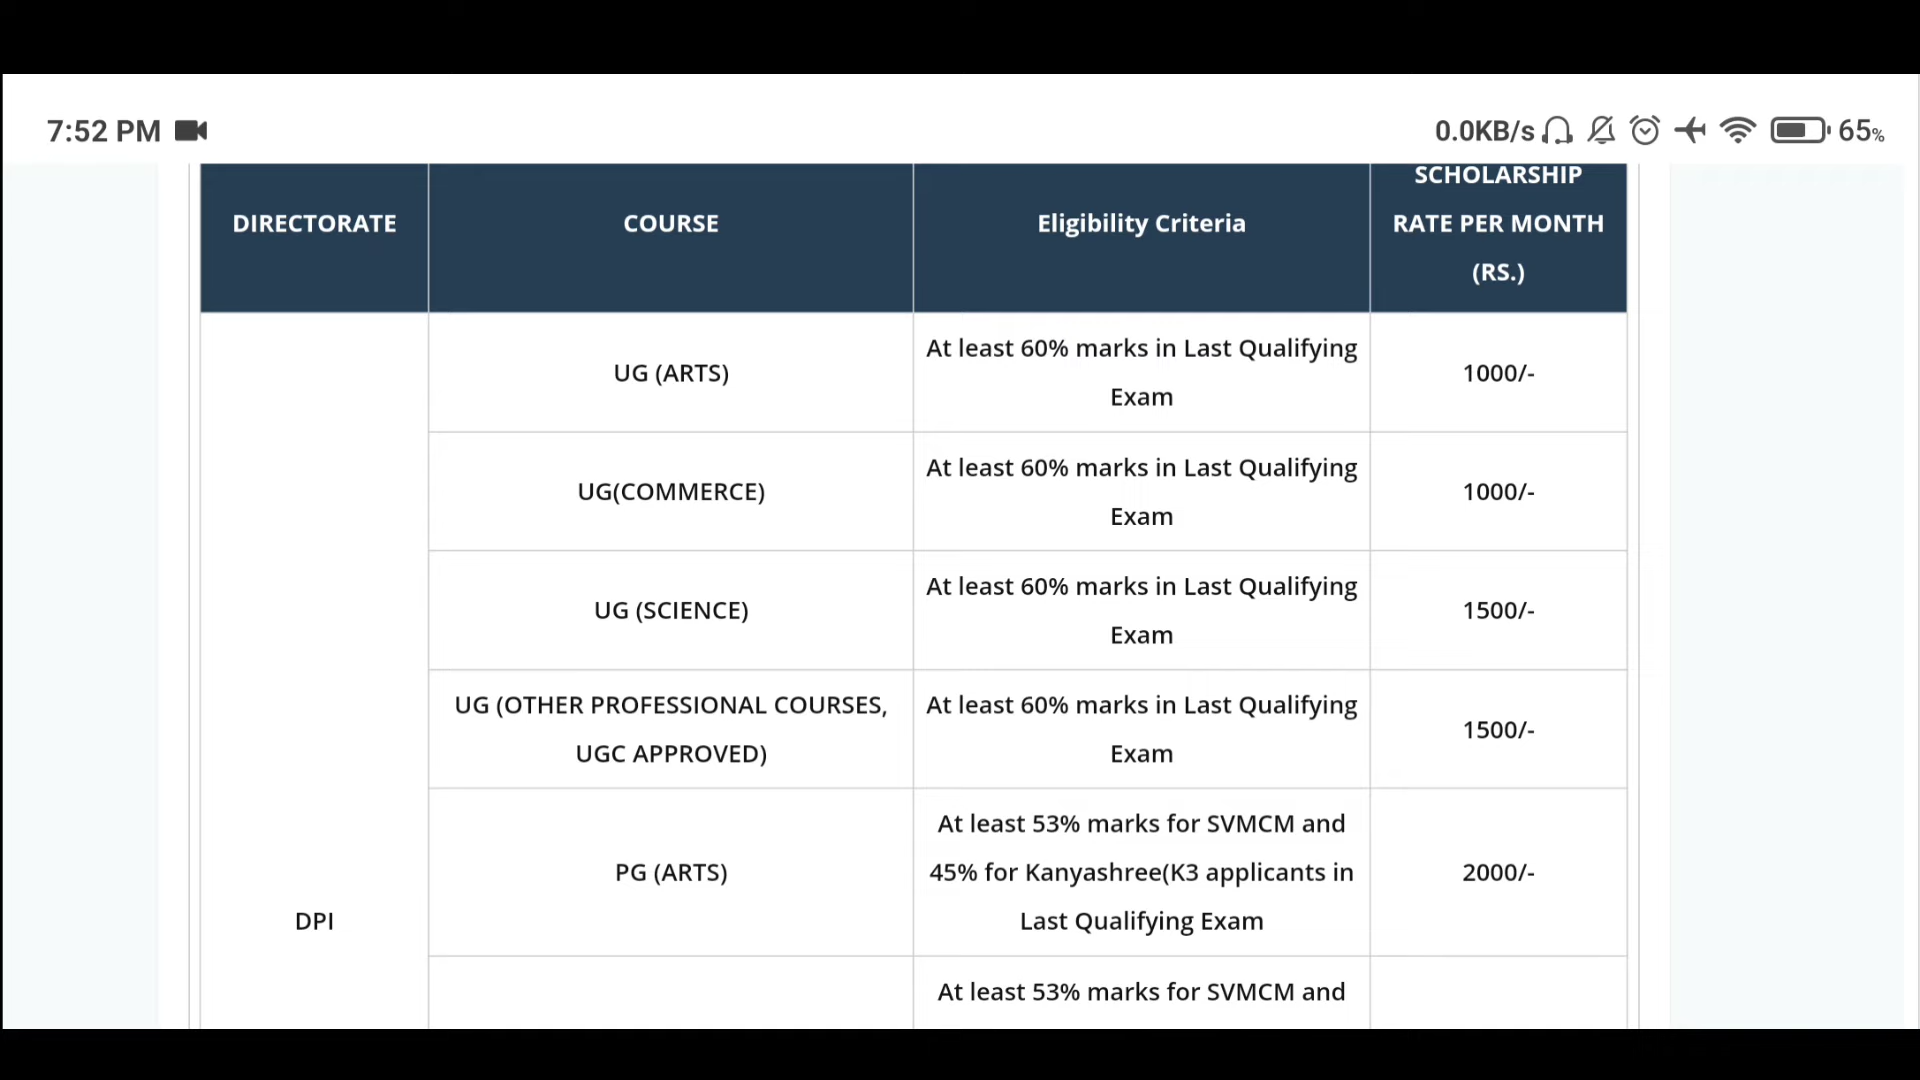 7:52 PM
0.0KB/s
65%
DIRECTORATE
COURSE
Eligibility Criteria
SCHOLARSHIP
RATE PER MONTH
(RS.)
DPI
UG (ARTS)
At least 60% marks in Last Qualifying
Exam
1000/-
UG(COMMERCE)
At least 60% marks in Last Qualifying
Exam
1000/-
UG (SCIENCE)
At least 60% marks in Last Qualifying
Exam
1500/-
UG (OTHER PROFESSIONAL COURSES,
UGC APPROVED)
At least 60% marks in Last Qualifying
Exam
1500/-
PG (ARTS)
At least 53% marks for SVMCM and
45% for Kanyashree(K3 applicants in
Last Qualifying Exam
2000/-
At least 53% marks for SVMCM and